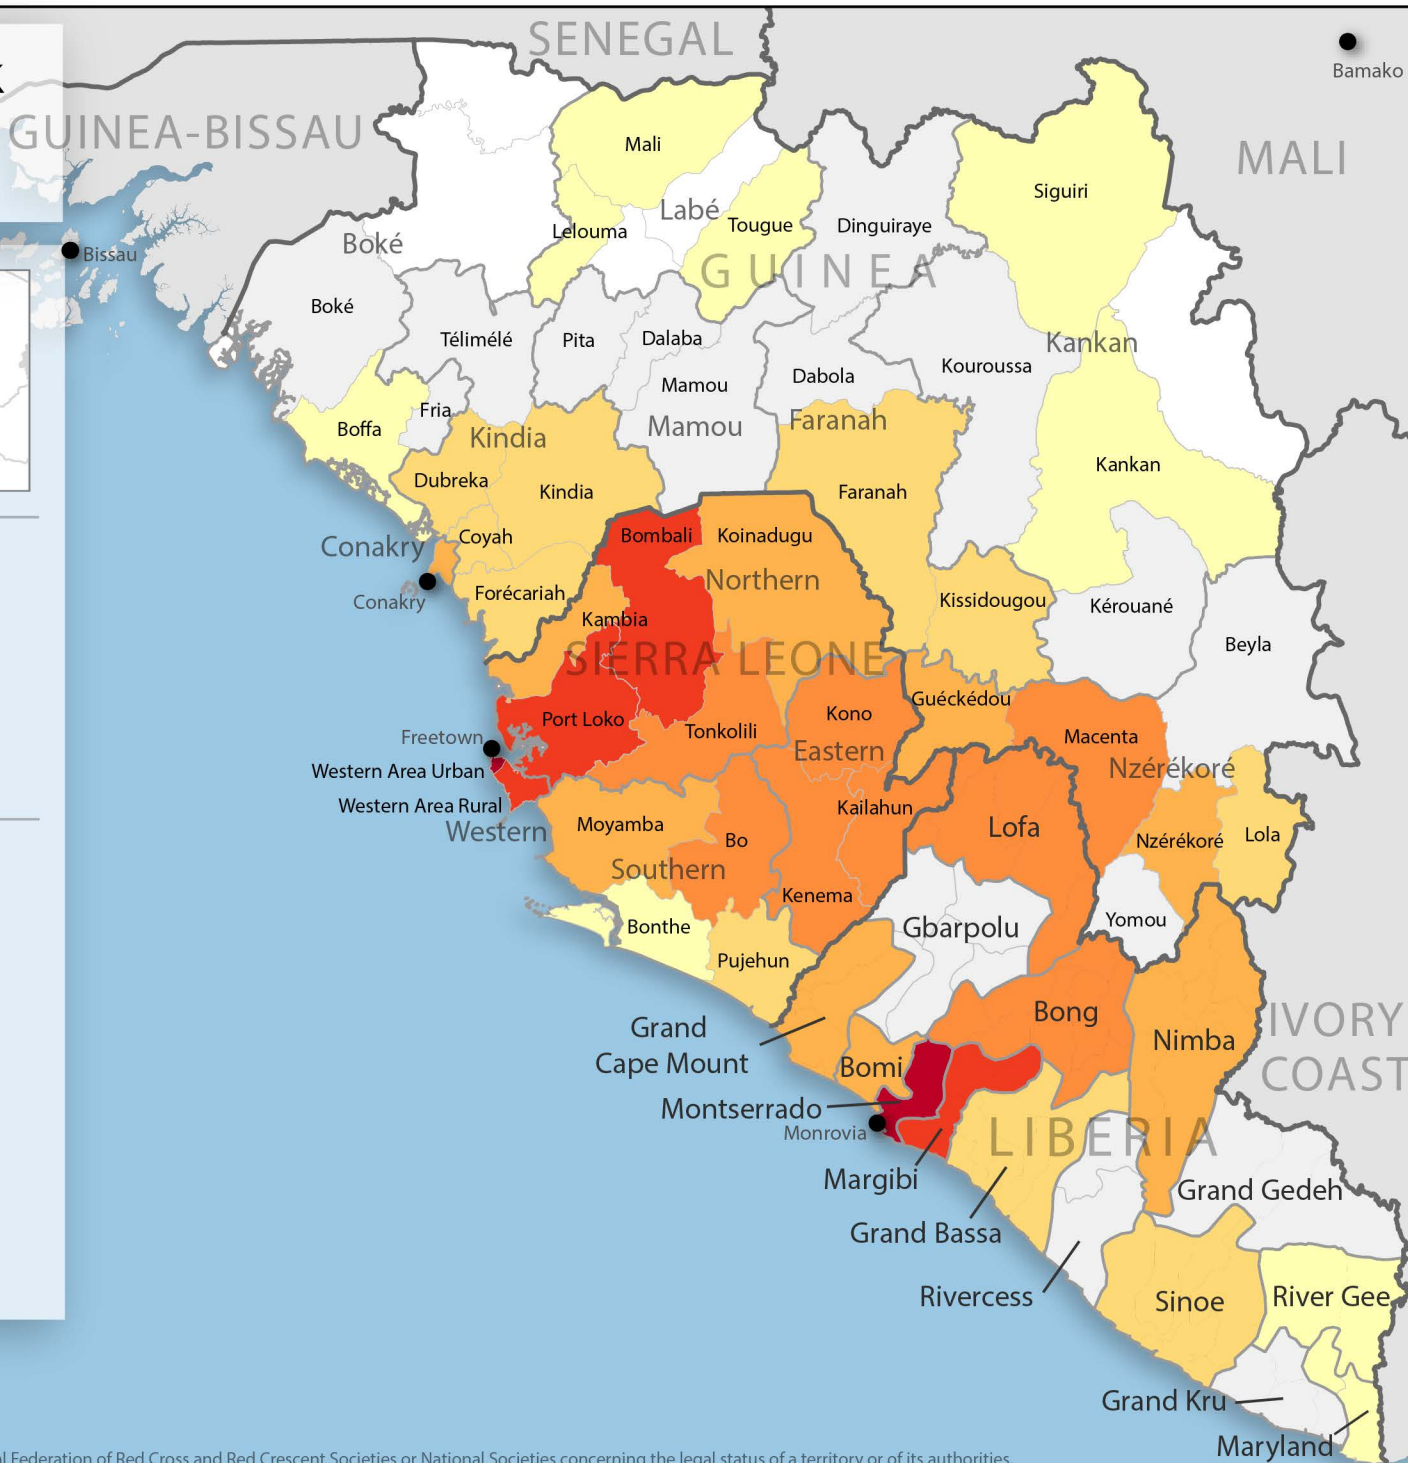 SENEGAL
Bamako
GUINEA-BISSAU
MALI
Mali
Siguiri
Labé
Lelouma
Tougue
Dinguiraye
Boké
Bissau
GUINEA
Boké
Télimélé
Pita
Dalaba
Kankan
Kouroussa
Dabola
Mamou
Fria
Boffa
Kindia
Mamou
Faranah
Kankan
Dubreka
Kindia
Faranah
Coyah
Bombali
Koinadugu
Conakry
Northern
Conakry
Forécariah
Kissidougou
Kérouané
Kambia
Beyla
SIERRA LEONE
Guéckédou
Port Loko
Kono
Tonkolili
Freetown
Macenta
Eastern
Western Area Urban
Nzérékoré
Western Area Rural
Kailahun
Western
Moyamba
Lofa
Bo
Nzérékoré
Lola
Southern
Kenema
Bonthe
Gbarpolu
Yomou
Pujehun
Bong
IVORY
COAST
Grand
Cape Mount
Nimba
Bomi
Montserrado
Monrovia
LIBERIA
Margibi
Grand Gedeh
Grand Bassa
Rivercess
Sinoe
River Gee
Grand Kru
Maryland
Federation of Red Cross and Red Crescent Societies or National Societies concerning the legal status of a territory or of its authorities.